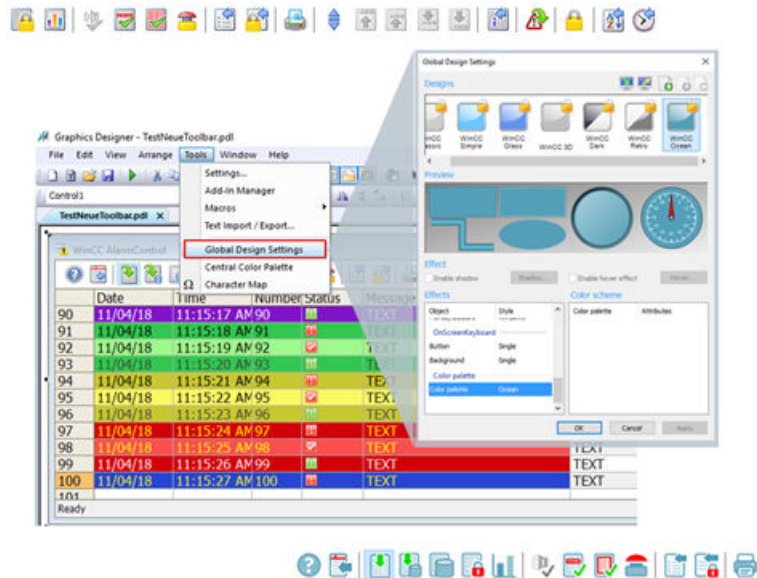 Global Design Settings
Designs
WinCC Simple
WinCC Glass
WinCC 3D
WinCC Dark
WinCC Retro
WinCC Ocean
Preview
Effect
Enable shadow
Shadow...
Enable hover effect
Hover...
Effects
Color scheme
Object Style
Color palette Attributes
OnScreenKeyboard
Button Single
Background Single
Color palette
Color palette Ocean
OK Cancel Apply
Graphics Designer - TestNeueToolbar.pdl
File Edit View Arrange Tools Window Help
Settings...
Add-In Manager
Macros
Text Import / Export...
Global Design Settings
Central Color Palette
Ω Character Map
Control1
TestNeueToolbar.pdl X
WinCC AlarmControl
Date Time Number Status Message
90 11/04/18 11:15:17 AM 90 TEXT
91 11/04/18 11:15:18 AM 91 TEXT
92 11/04/18 11:15:19 AM 92
93 11/04/18 11:15:20 AM 93
94 11/04/18 11:15:21 AM 94 TEXT
95 11/04/18 11:15:22 AM 95 TEXT
96 11/04/18 11:15:23 AM 96 TEXT
97 11/04/18 11:15:24 AM 97 TEXT
98 11/04/18 11:15:25 AM 98 TEXT TEXT
99 11/04/18 11:15:26 AM 99 TEXT TEXT
100 11/04/18 11:15:27 AM 100 TEXT TEXT
101
Ready